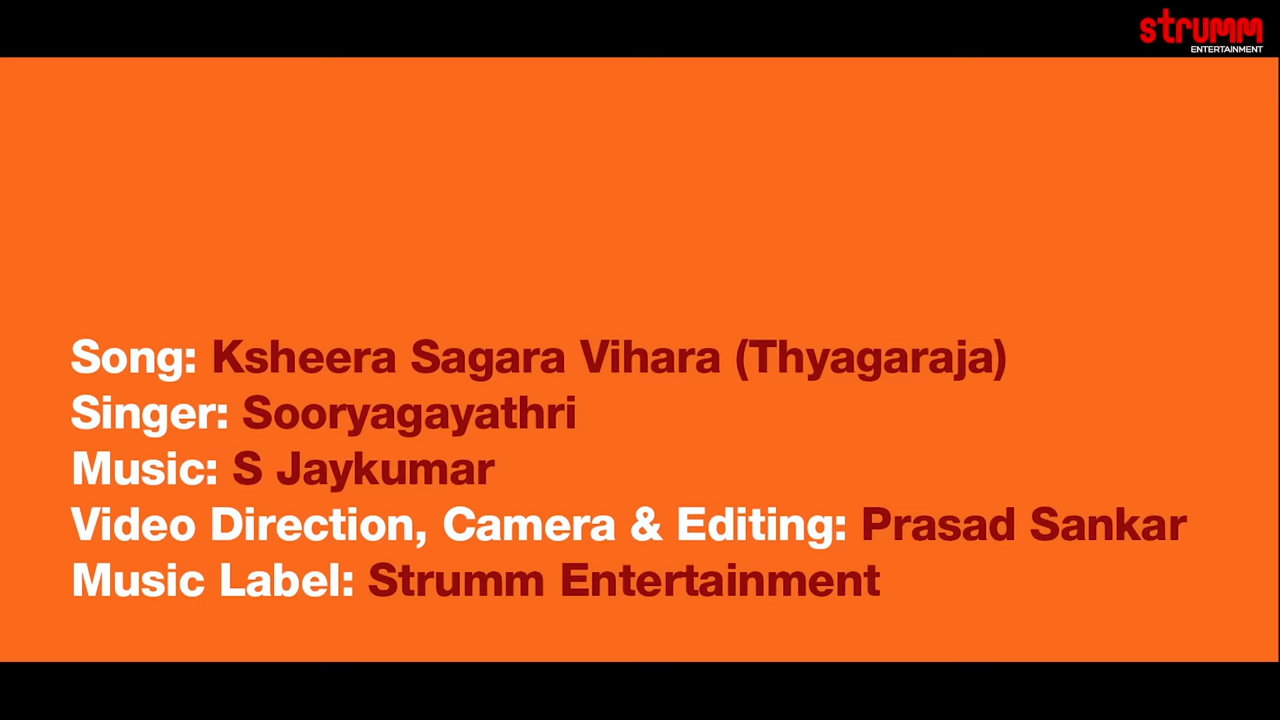 strumm
ENTERTAINMENT
Song: Ksheera Sagara Vihara (Thyagaraja)
Singer: Sooryagayathri
Music: S Jaykumar
Video Direction, Camera & Editing: Prasad Sankar
Music Label: Strumm Entertainment